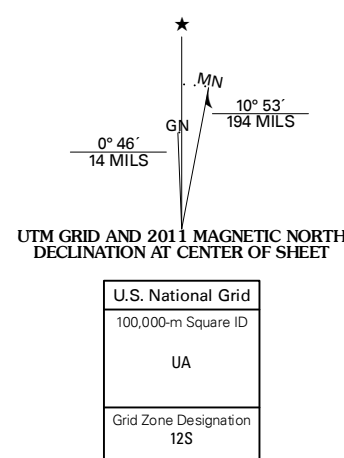 ★
MN
GN
10° 53´
194 MILS
0° 46´
14 MILS
UTM GRID AND 2011 MAGNETIC NORTH
DECLINATION AT CENTER OF SHEET
U.S. National Grid
100,000-m Square ID
UA
Grid Zone Designation
12S